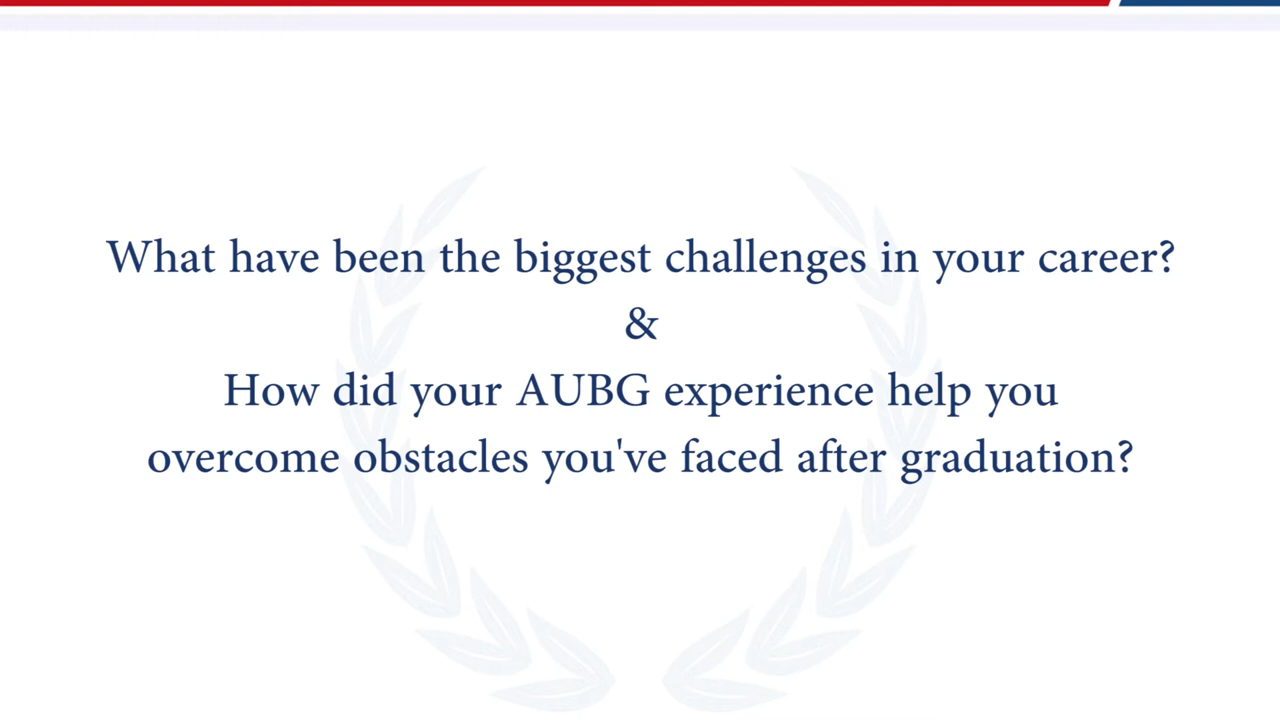 What have been the biggest challenges in your career?
&
How did your AUBG experience help you
overcome obstacles you've faced after graduation?